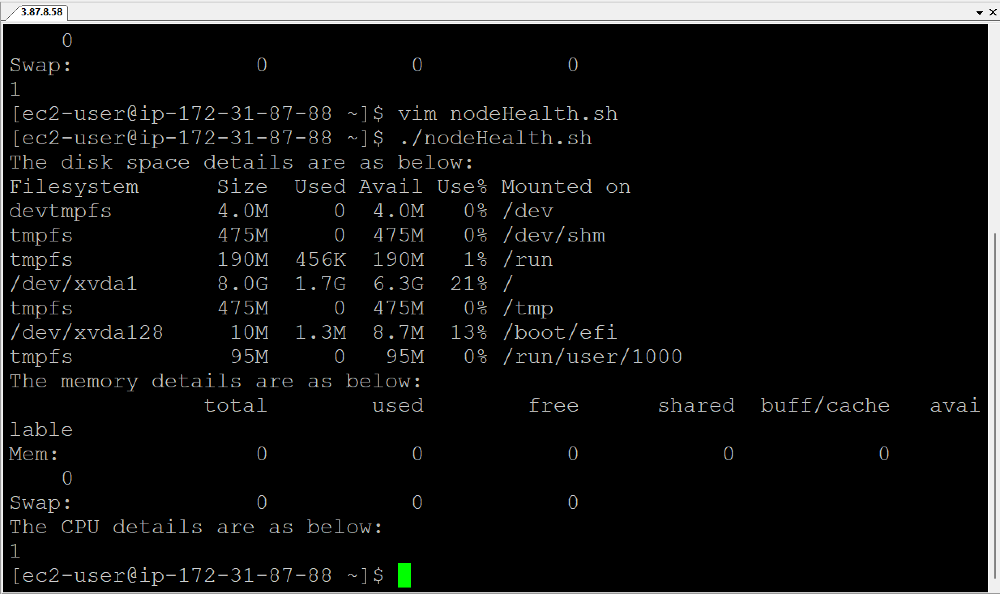 3.87.8.58
0
Swap: 0 0 0
1
[ec2-user@ip-172-31-87-88 ~]$ vim nodeHealth.sh
[ec2-user@ip-172-31-87-88 ~]$ ./nodeHealth.sh
The disk space details are as below:
Filesystem Size Used Avail Use% Mounted on
devtmpfs 4.0M 0 4.0M 0% /dev
tmpfs 475M 0 475M 0% /dev/shm
tmpfs 190M 456K 190M 1% /run
/dev/xvda1 8.0G 1.7G 6.3G 21% /
tmpfs 475M 0 475M 0% /tmp
/dev/xvda128 10M 1.3M 8.7M 13% /boot/efi
tmpfs 95M 0 95M 0% /run/user/1000
The memory details are as below:
total used free shared buff/cache avai
lable
Mem: 0 0 0 0 0
0
Swap: 0 0 0
The CPU details are as below:
1
[ec2-user@ip-172-31-87-88 ~]$